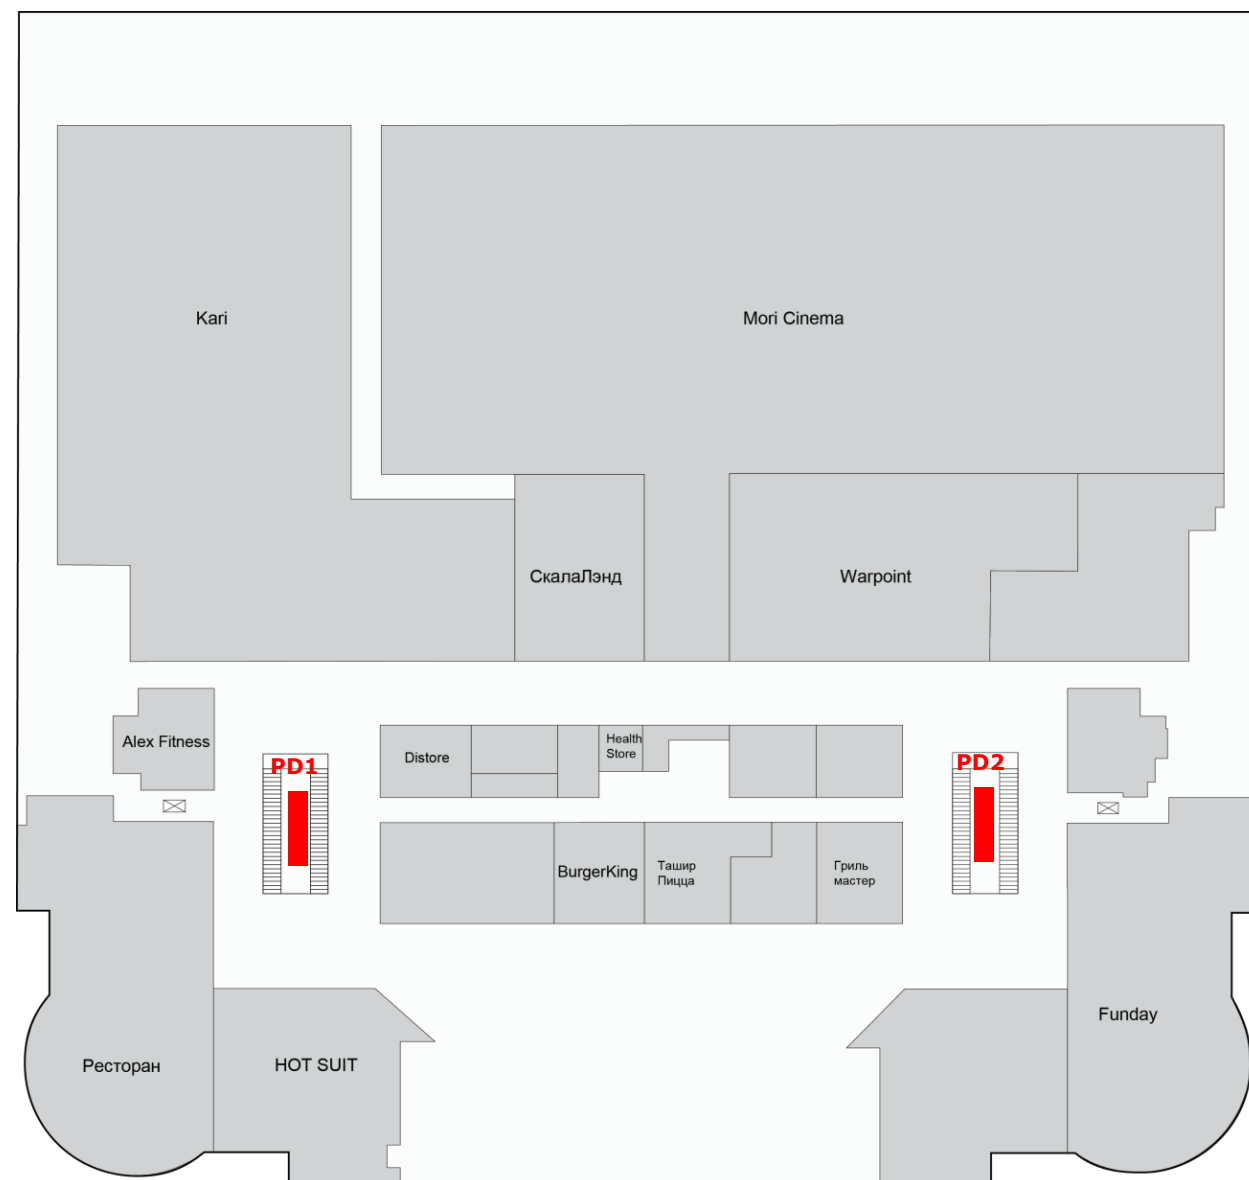 Kari
Mori Cinema
СкалаЛэнд
Warpoint
Alex Fitness
PD1
Distore
Health
Store
PD2
BurgerKing
Ташир
Пицца
Гриль
мастер
Ресторан
HOT SUIT
Funday